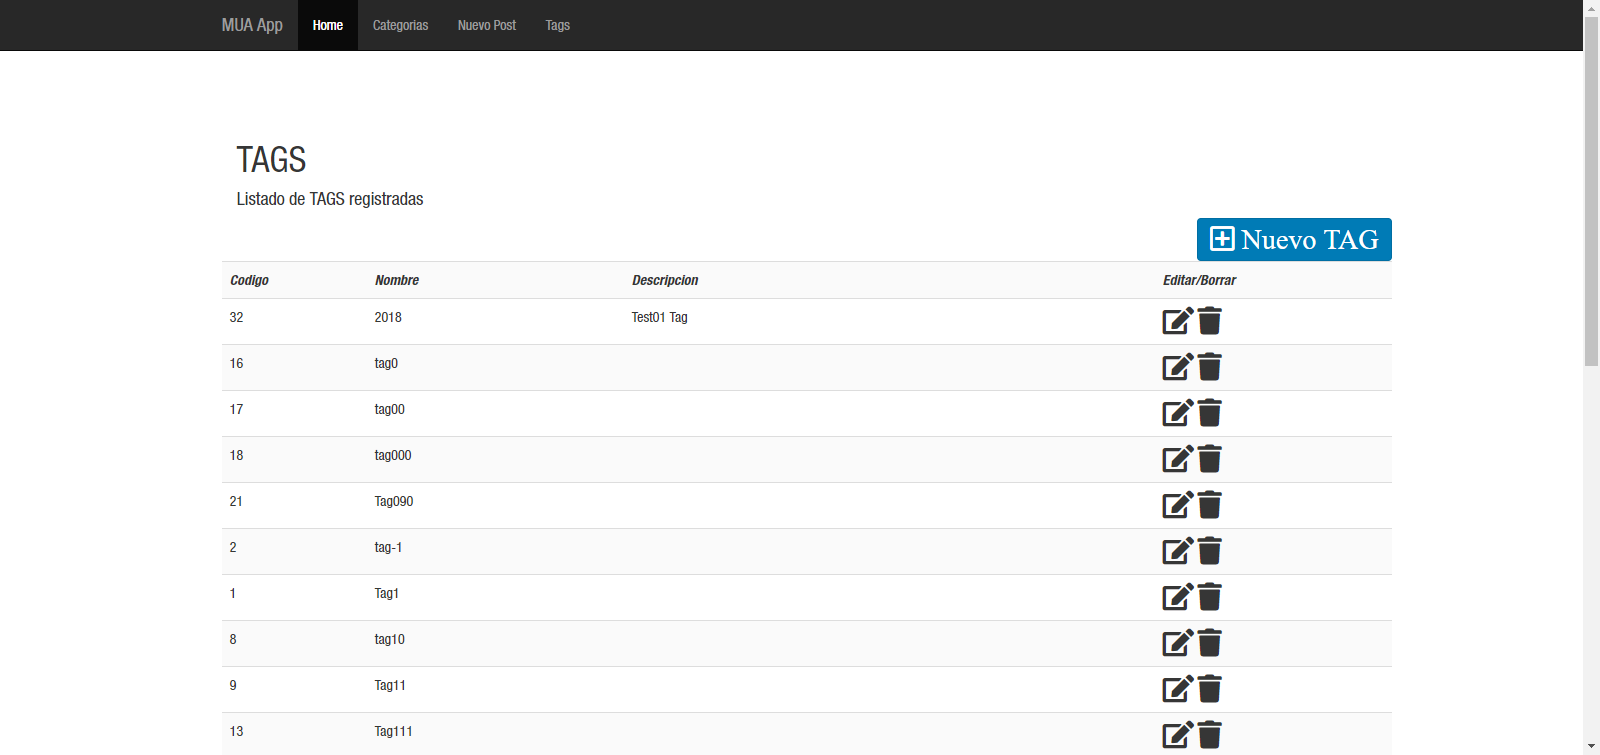 MUA App Home Categorias Nuevo Post Tags
TAGS
Listado de TAGS registradas
Nuevo TAG
Codigo Nombre Descripcion Editar/Borrar
32 2018 Test01 Tag
16 tag0
17 tag00
18 tag000
21 Tag090
2 tag-1
1 Tag1
8 tag10
9 Tag11
13 Tag111